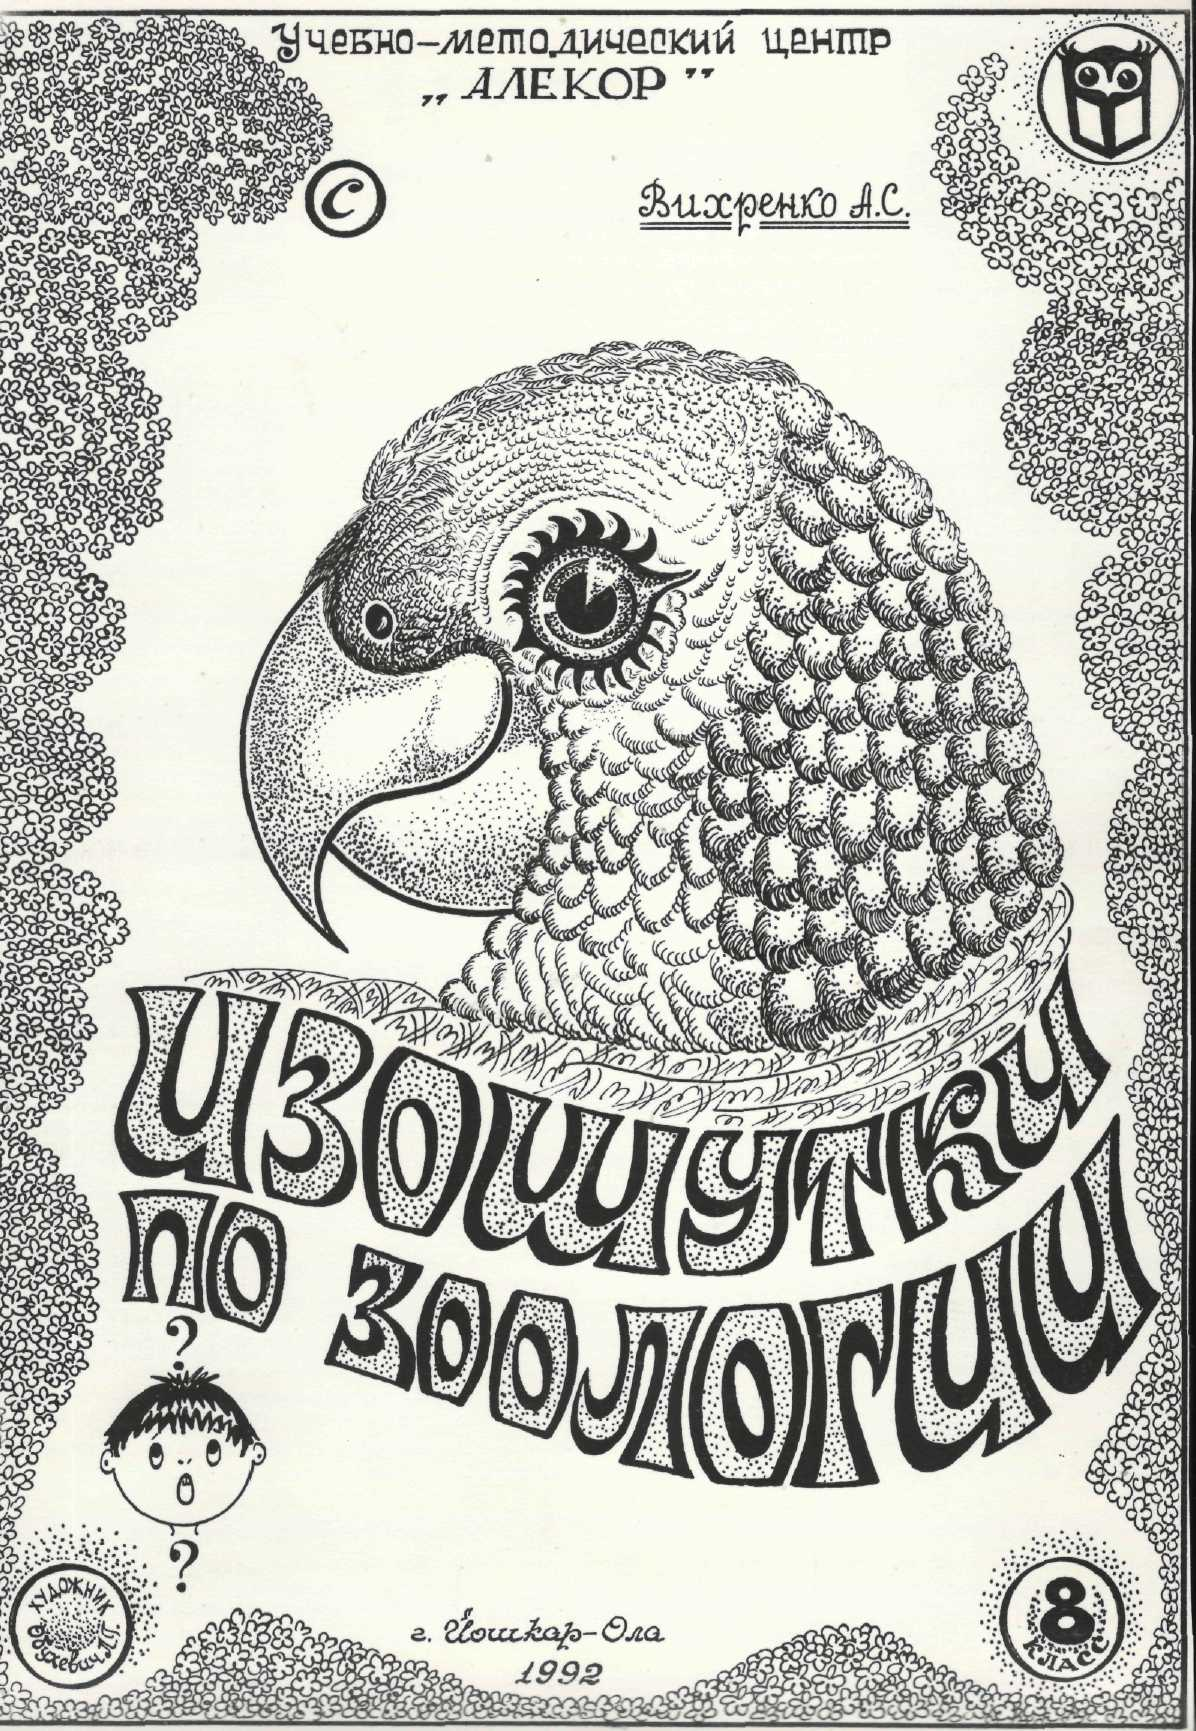 Учебно-методический центр
„АЛЕКОР"
©
Вихренко А.С.
ИЗОШУТКИ
ПО ЗООЛОГИИ
?
?
ХУДОЖНИК
г. Йошкар-Ола
1992
8
КЛАСС